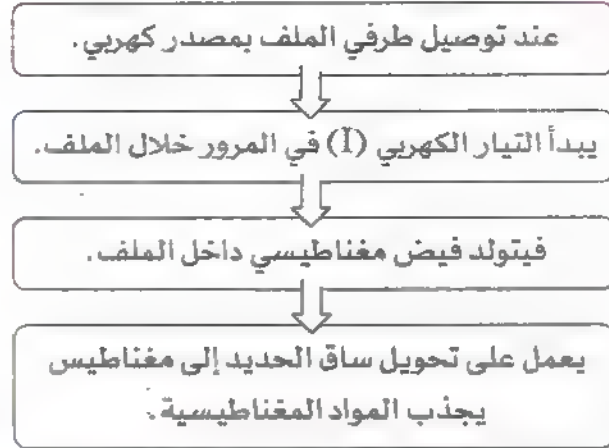 عند توصيل طرفي الملف بمصدر كهربي.
يبدأ التيار الكهربي (I) في المرور خلال الملف.
فيتولد فيض مغناطيسي داخل الملف.
يعمل على تحويل ساق الحديد إلى مغناطيس
يجذب المواد المغناطيسية.